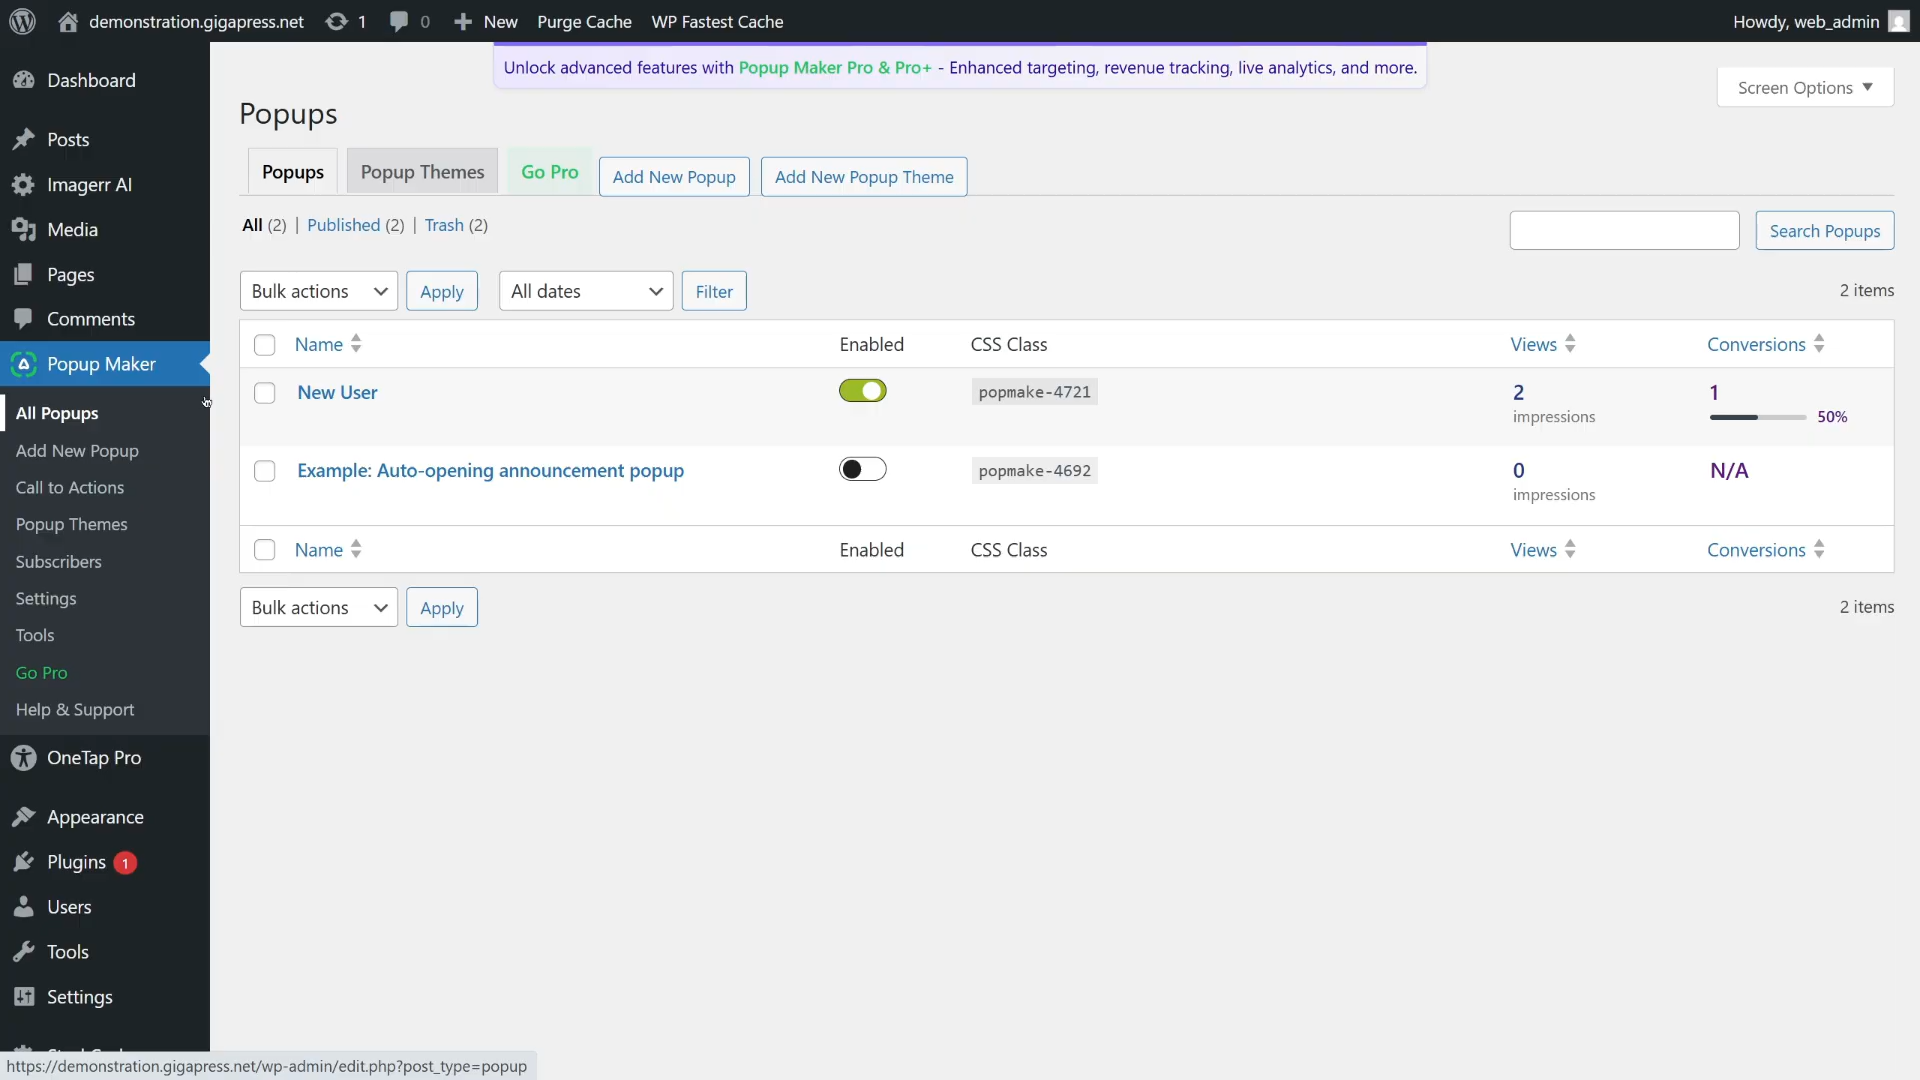 demonstration.gigapress.net 1 0 New Purge Cache WP Fastest Cache Howdy, web_admin
Unlock advanced features with Popup Maker Pro & Pro+ - Enhanced targeting, revenue tracking, live analytics, and more.
Screen Options
Dashboard
Posts
Imagerr AI
Media
Pages
Comments
Popup Maker
All Popups
Add New Popup
Call to Actions
Popup Themes
Subscribers
Settings
Tools
Go Pro
Help & Support
OneTap Pro
Appearance
Plugins 1
Users
Tools
Settings
Popups
Popups Popup Themes Go Pro Add New Popup Add New Popup Theme
All (2) | Published (2) | Trash (2)
Search Popups
Bulk actions Apply All dates Filter 2 items
Name Enabled CSS Class Views Conversions
New User popmake-4721 2 1
impressions 50%
Example: Auto-opening announcement popup popmake-4692 0 N/A
impressions
Name Enabled CSS Class Views Conversions
Bulk actions Apply 2 items
https://demonstration.gigapress.net/wp-admin/edit.php?post_type=popup